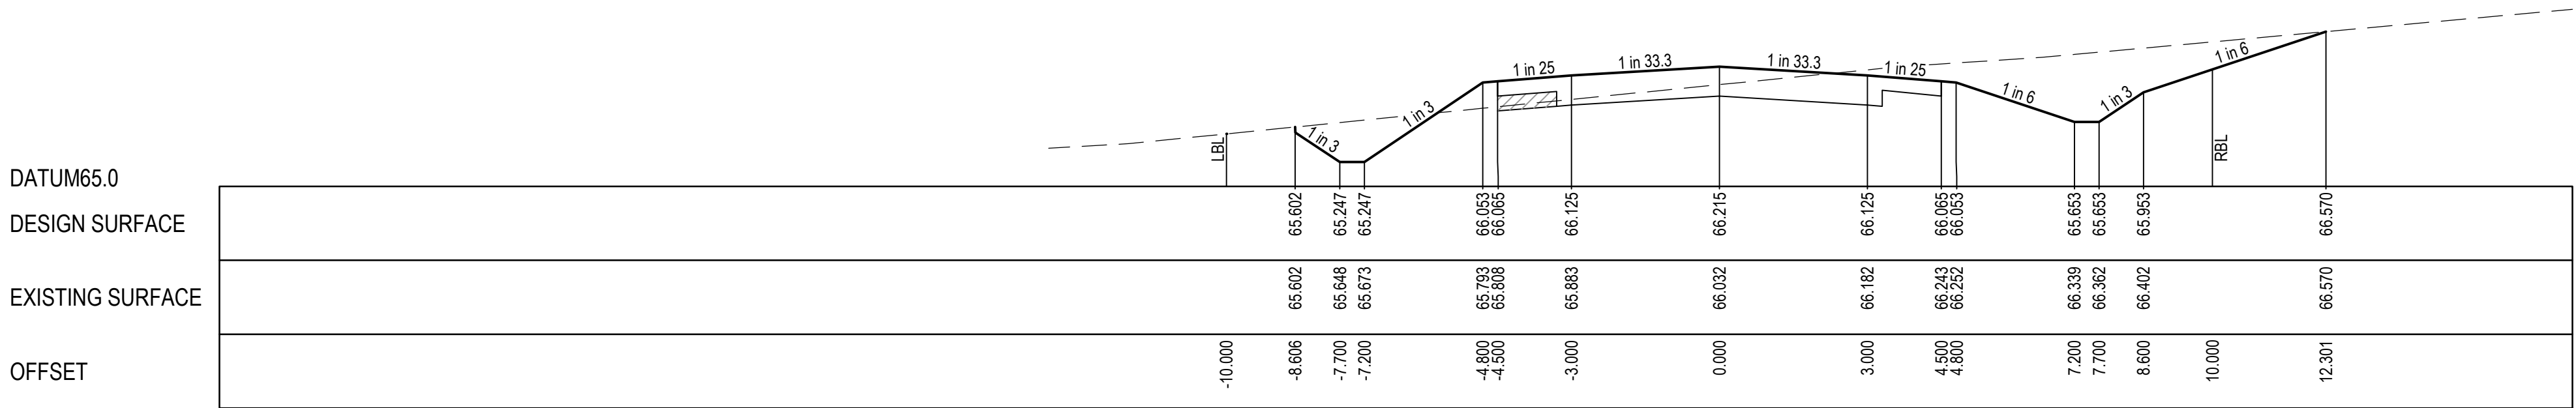 1 in 3
1 in 3
1 in 25
1 in 33.3
1 in 33.3
1 in 25
1 in 6
1 in 3
1 in 6
LBL
RBL
DATUM65.0
DESIGN SURFACE 65.602 65.247 65.247 66.053 66.065 66.125 66.215 66.125 66.065 66.053 65.653 65.653 65.953 66.570
EXISTING SURFACE 65.602 65.648 65.673 65.793 65.808 65.883 66.032 66.182 66.243 66.252 66.339 66.362 66.402 66.570
OFFSET -10.000 -8.606 -7.700 -7.200 -4.800 -4.500 -3.000 0.000 3.000 4.500 4.800 7.200 7.700 8.600 10.000 12.301